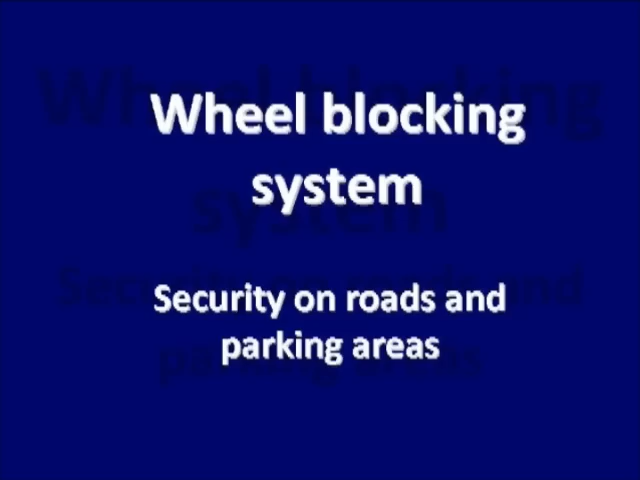 Wheel blocking
system
Security on roads and
parking areas